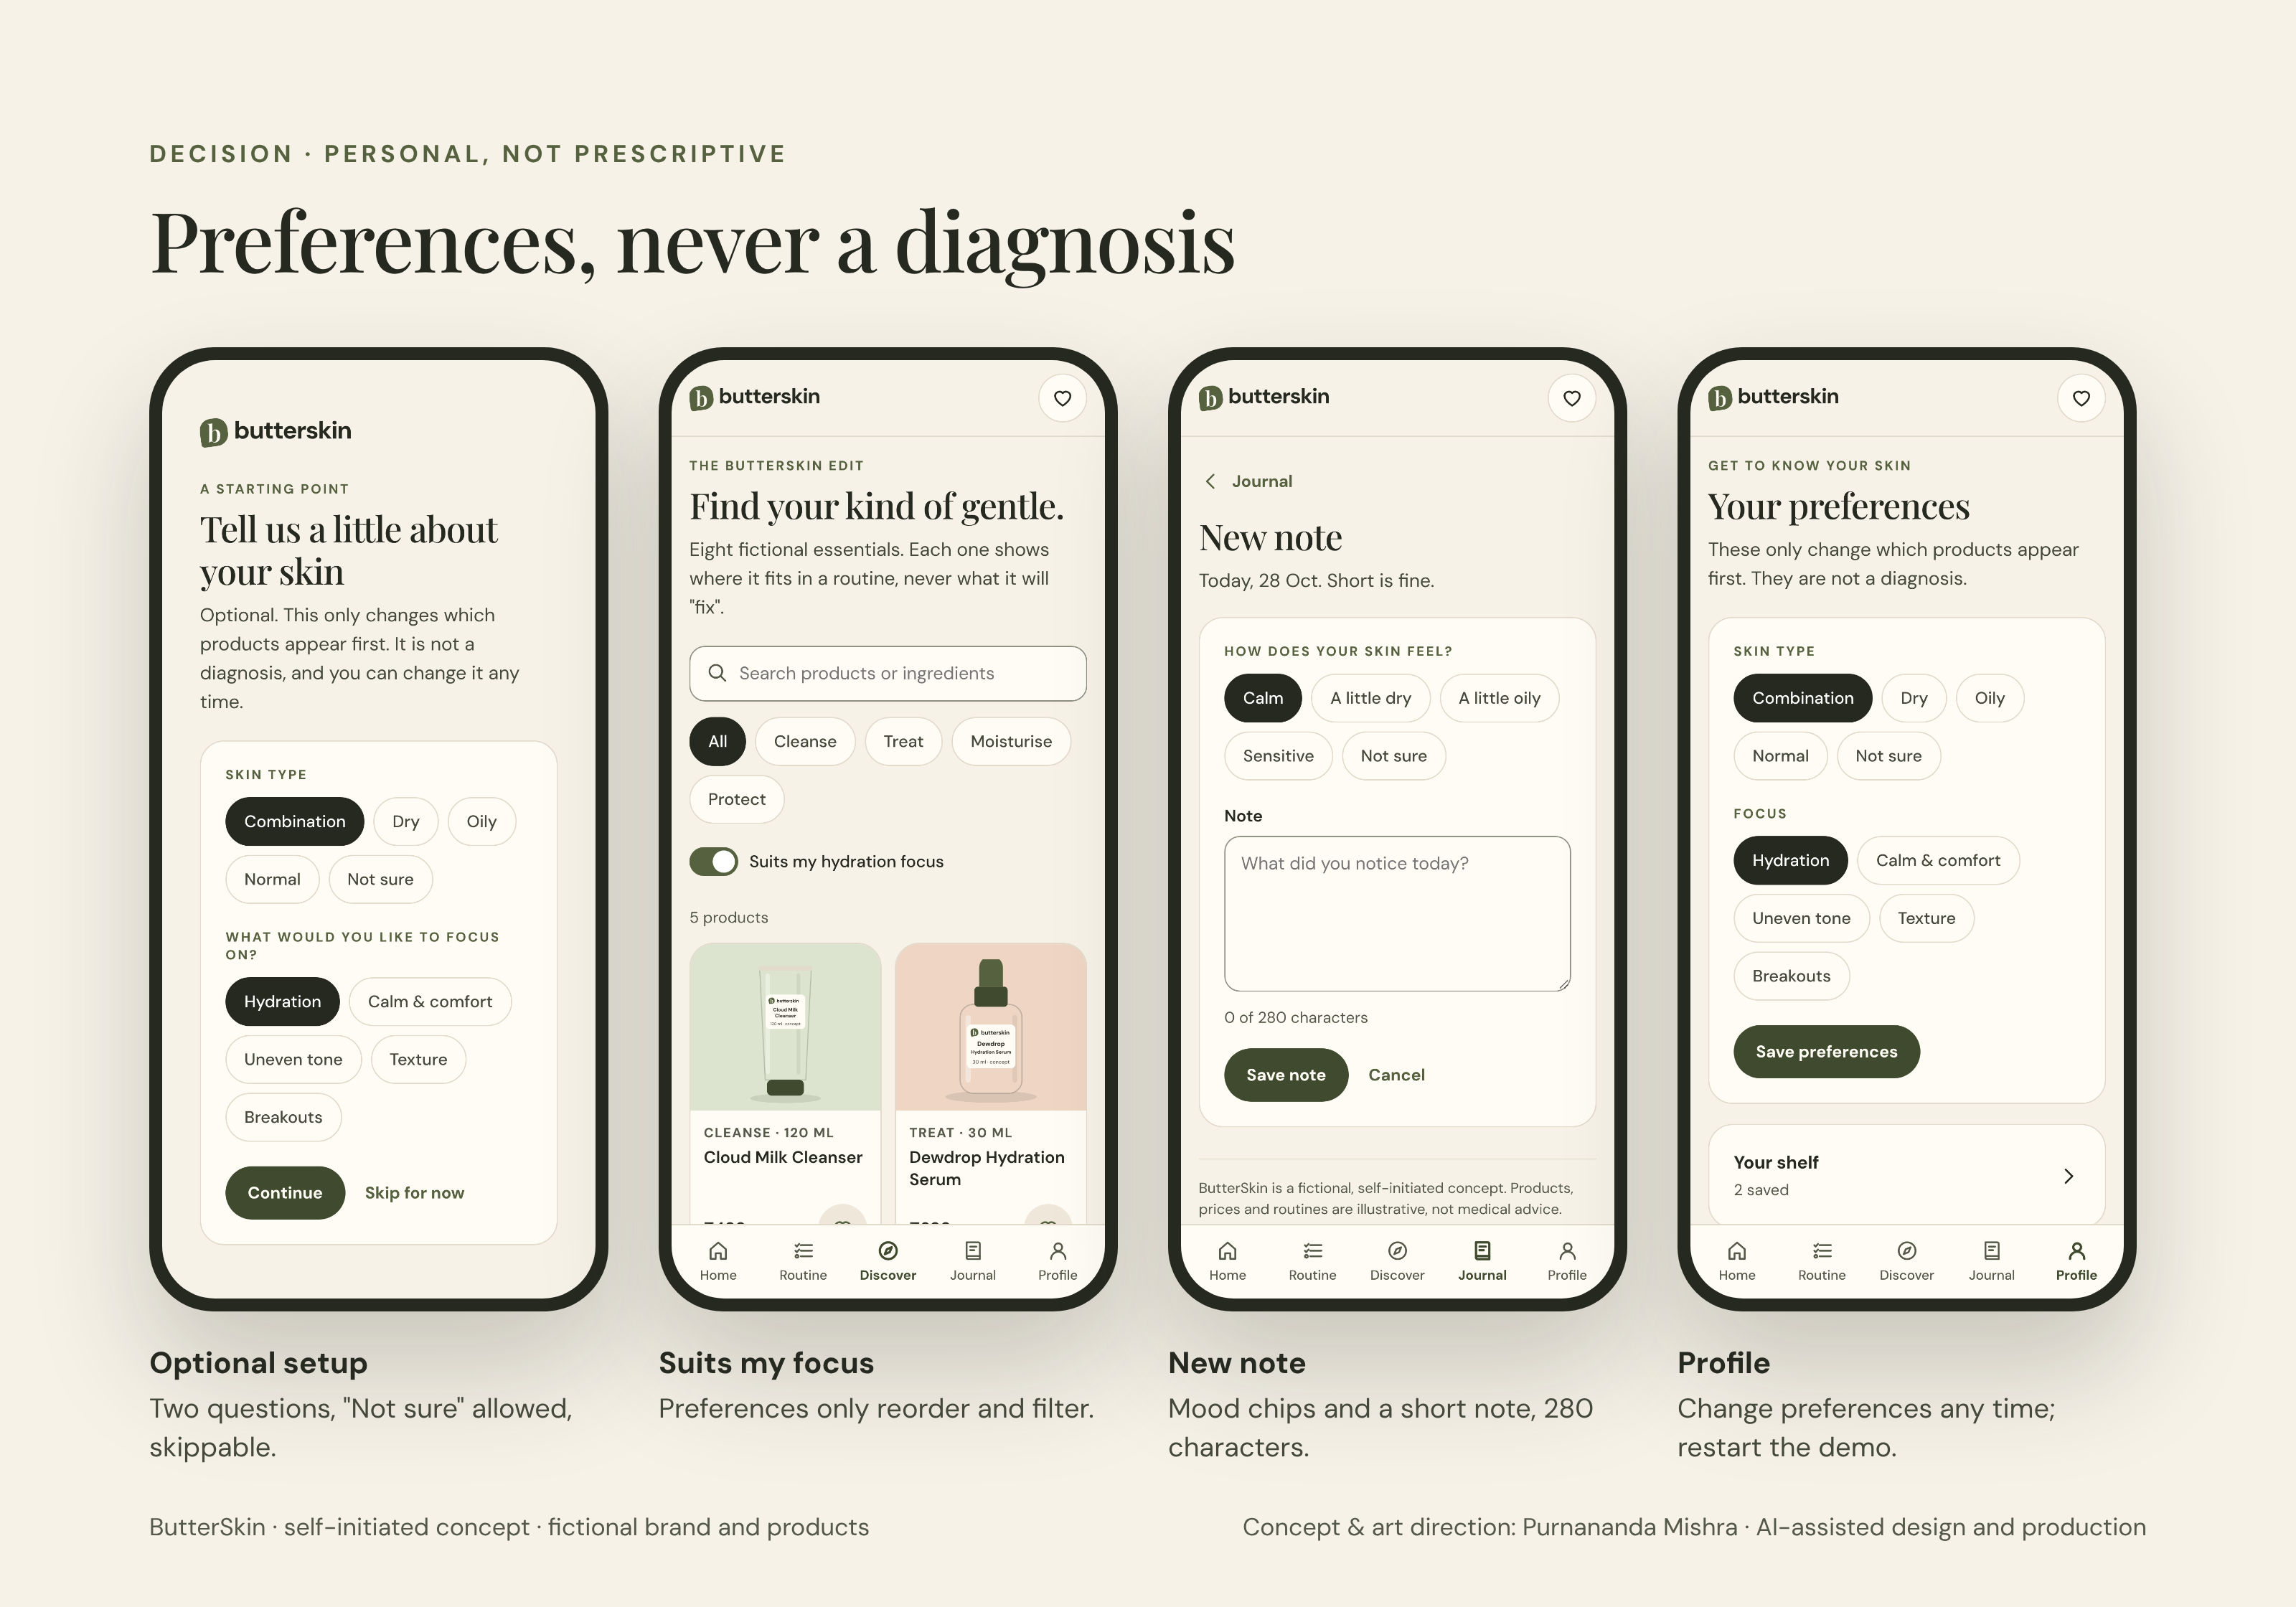 DECISION · PERSONAL, NOT PRESCRIPTIVE
Preferences, never a diagnosis
b butterskin
A STARTING POINT
Tell us a little about
your skin
Optional. This only changes which
products appear first. It is not a
diagnosis, and you can change it any
time.
SKIN TYPE
Combination Dry Oily
Normal Not sure
WHAT WOULD YOU LIKE TO FOCUS
ON?
Hydration Calm & comfort
Uneven tone Texture
Breakouts
Continue Skip for now
b butterskin
THE BUTTERSKIN EDIT
Find your kind of gentle.
Eight fictional essentials. Each one shows
where it fits in a routine, never what it will
"fix".
Search products or ingredients
All Cleanse Treat Moisturise
Protect
Suits my hydration focus
5 products
b butterskin
Cloud Milk
Cleanser
120 ml · concept
b butterskin
Dewdrop
Hydration Serum
30 ml · concept
CLEANSE · 120 ML
Cloud Milk Cleanser
TREAT · 30 ML
Dewdrop Hydration
Serum
Home Routine Discover Journal Profile
b butterskin
Journal
New note
Today, 28 Oct. Short is fine.
HOW DOES YOUR SKIN FEEL?
Calm A little dry A little oily
Sensitive Not sure
Note
What did you notice today?
0 of 280 characters
Save note Cancel
ButterSkin is a fictional, self-initiated concept. Products,
prices and routines are illustrative, not medical advice.
Home Routine Discover Journal Profile
b butterskin
GET TO KNOW YOUR SKIN
Your preferences
These only change which products appear
first. They are not a diagnosis.
SKIN TYPE
Combination Dry Oily
Normal Not sure
FOCUS
Hydration Calm & comfort
Uneven tone Texture
Breakouts
Save preferences
Your shelf
2 saved
Home Routine Discover Journal Profile
Optional setup
Two questions, "Not sure" allowed,
skippable.
Suits my focus
Preferences only reorder and filter.
New note
Mood chips and a short note, 280
characters.
Profile
Change preferences any time;
restart the demo.
ButterSkin · self-initiated concept · fictional brand and products
Concept & art direction: Purnananda Mishra · AI-assisted design and production